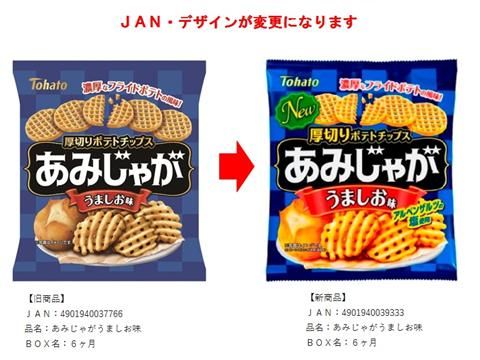 ＪＡＮ・デザインが変更になります
Tohato
濃厚なフライドポテトの風味!
厚切りポテトチップス
あみじゃが
うましお味
Tohato
濃厚なフライドポテトの風味!
New
厚切りポテトチップス
あみじゃが
うましお味
アルペンザルツの
塩使用
【旧商品】
ＪＡＮ：4901940037766
品名：あみじゃがうましお味
ＢＯＸ名：６ヶ月
【新商品】
ＪＡＮ：4901940039333
品名：あみじゃがうましお味
ＢＯＸ名：６ヶ月